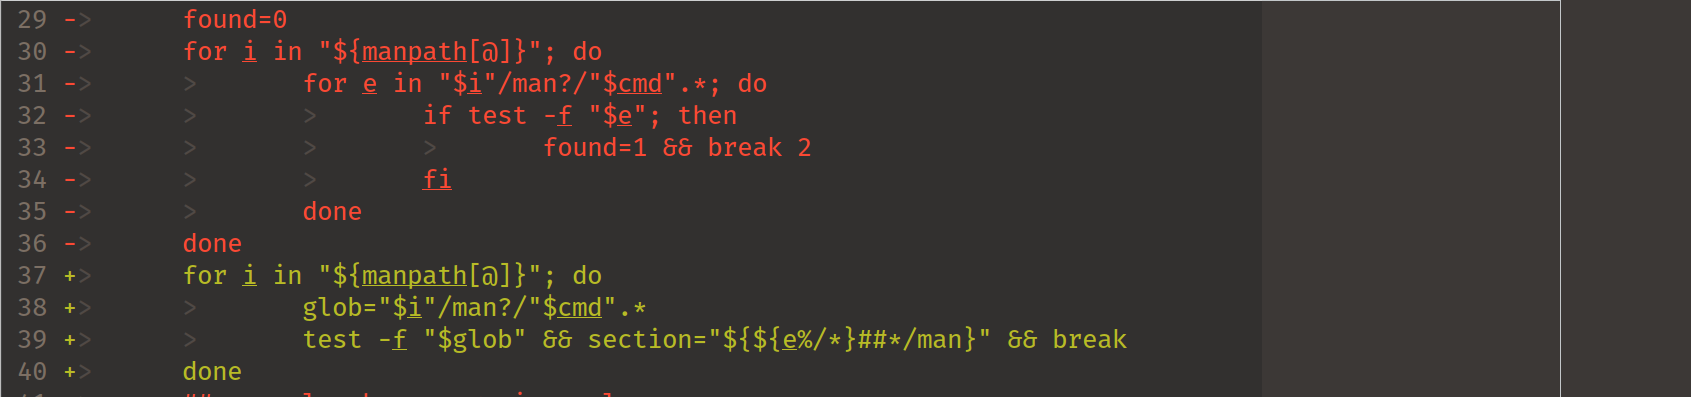 29 -> found=0
30 -> for i in "${manpath[@]}"; do
31 -> > for e in "$i"/man?/"$cmd".*; do
32 -> > > if test -f "$e"; then
33 -> > > > found=1 && break 2
34 -> > > fi
35 -> > done
36 -> done
37 +> for i in "${manpath[@]}"; do
38 +> > glob="$i"/man?/"$cmd".*
39 +> > test -f "$glob" && section="${${e%/*}##*/man}" && break
40 +> done